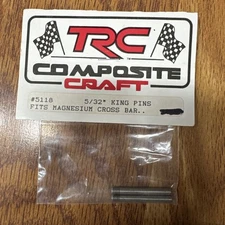 TRC
COMPOSITE
CRAFT
#5118 5/32" KING PINS
FITS MAGNESIUM CROSS BAR..